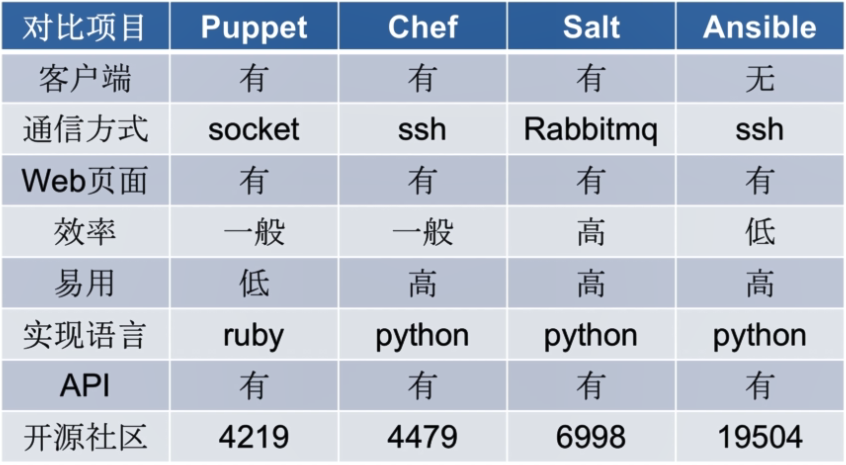 对比项目 Puppet Chef Salt Ansible
客户端 有 有 有 无
通信方式 socket ssh Rabbitmq ssh
Web页面 有 有 有 有
效率 一般 一般 高 低
易用 低 高 高 高
实现语言 ruby python python python
API 有 有 有 有
开源社区 4219 4479 6998 19504